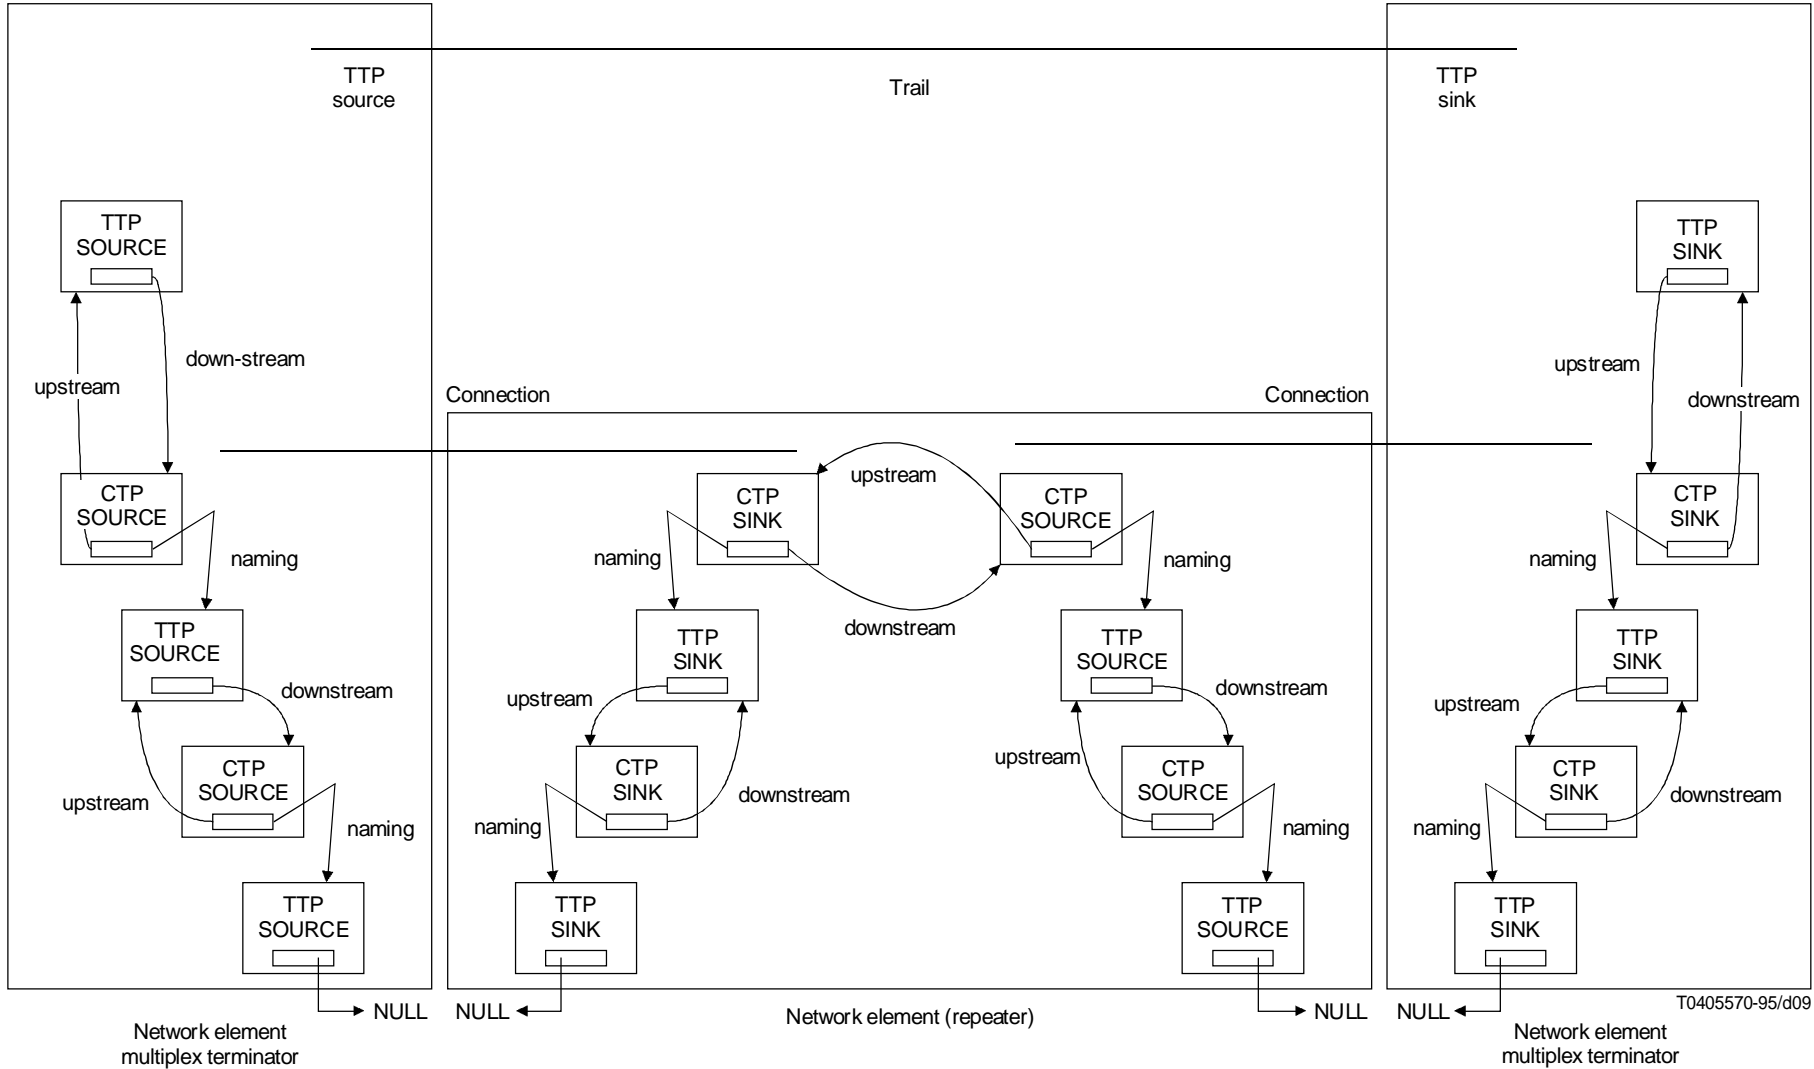 TTP
source
Trail
TTP
sink
TTP
SOURCE
TTP
SINK
down-stream
upstream
upstream
downstream
Connection
Connection
CTP
SOURCE
CTP
SINK
upstream
CTP
SOURCE
CTP
SINK
naming
naming
naming
naming
downstream
TTP
SOURCE
TTP
SINK
TTP
SOURCE
TTP
SINK
downstream
upstream
downstream
upstream
CTP
SOURCE
CTP
SINK
upstream
CTP
SOURCE
CTP
SINK
upstream
downstream
downstream
naming
naming
naming
naming
TTP
SOURCE
TTP
SINK
TTP
SOURCE
TTP
SINK
NULL
NULL
NULL
NULL
T0405570-95/d09
Network element
multiplex terminator
Network element (repeater)
Network element
multiplex terminator